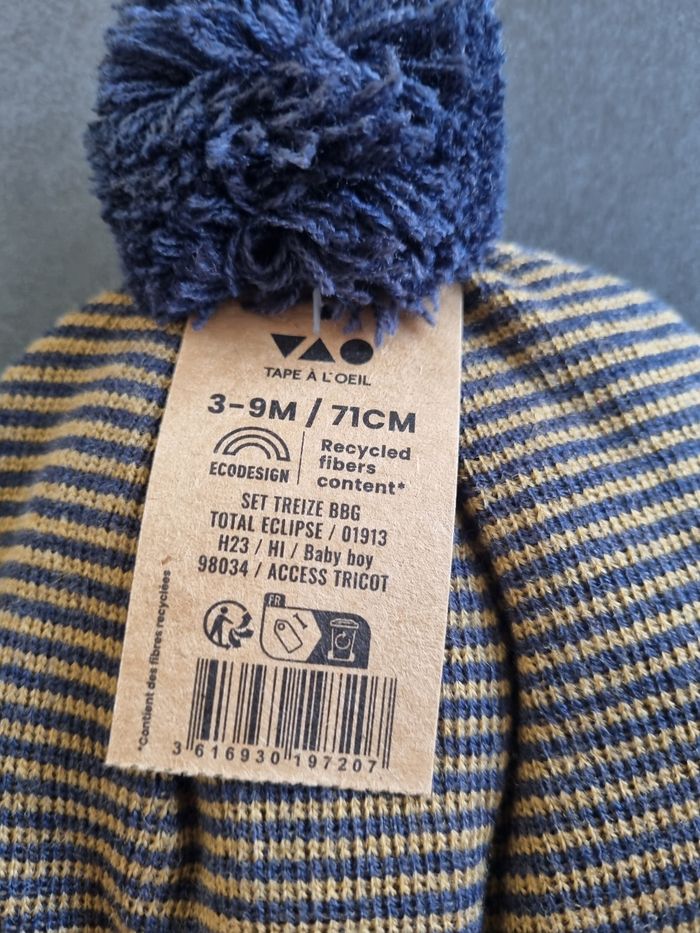 TAPE À L'OEIL
3-9M / 71CM
ECODESIGN
Recycled
fibers
content*
SET TREIZE BBG
TOTAL ECLIPSE / 01913
H23 / HI / Baby boy
98034 / ACCESS TRICOT
FR
*Contient des fibres recyclées
3 616930 197207